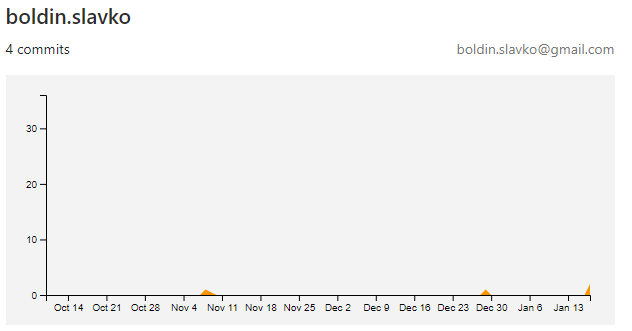 boldin.slavko
4 commits boldin.slavko@gmail.com
30
20
10
0
Oct 14 Oct 21 Oct 28 Nov 4 Nov 11 Nov 18 Nov 25 Dec 2 Dec 9 Dec 16 Dec 23 Dec 30 Jan 6 Jan 13